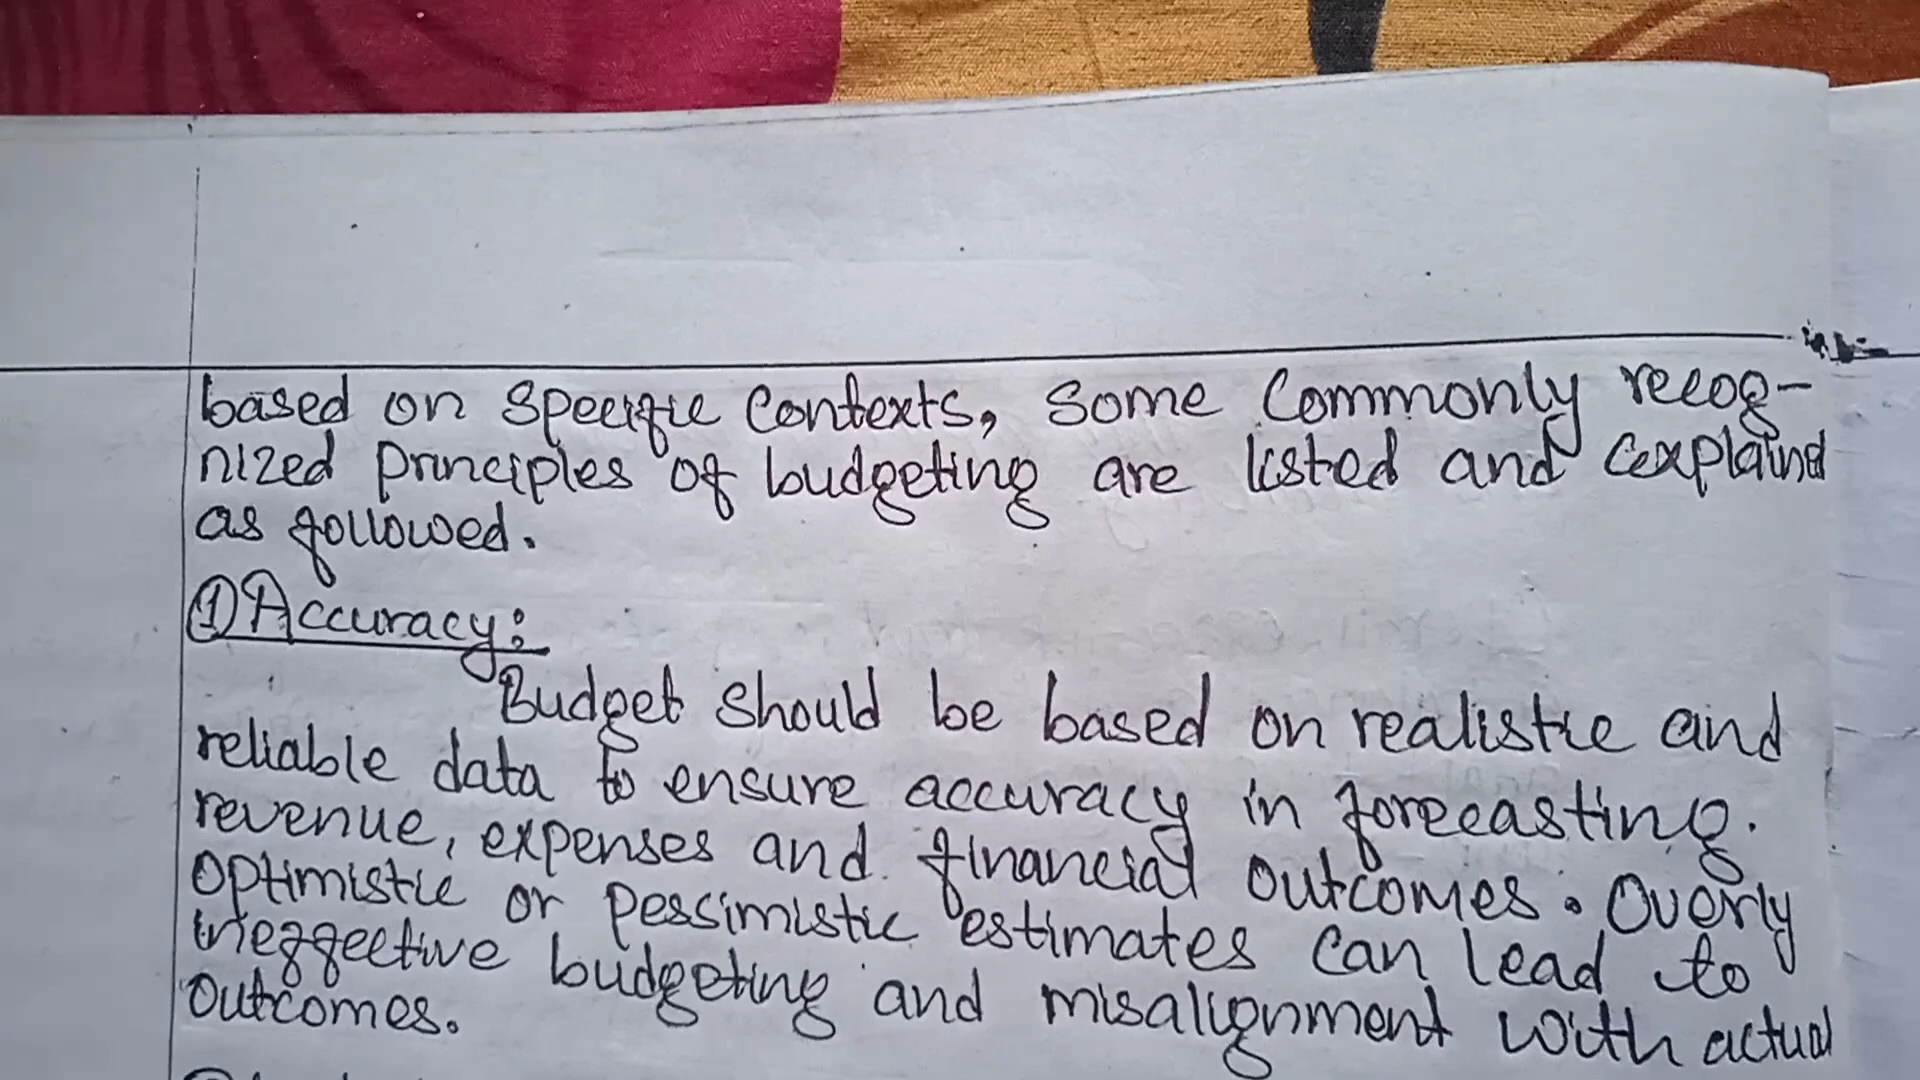 based on specific contexts, some commonly recog-
nized principles of budgeting are listed and explained
as followed.
① Accuracy:
Budget should be based on realistic and
reliable data to ensure accuracy in forecasting.
revenue, expenses and financial outcomes. Overly
optimistic or pessimistic estimates can lead to
ineffective budgeting and misalignment with actual
outcomes.